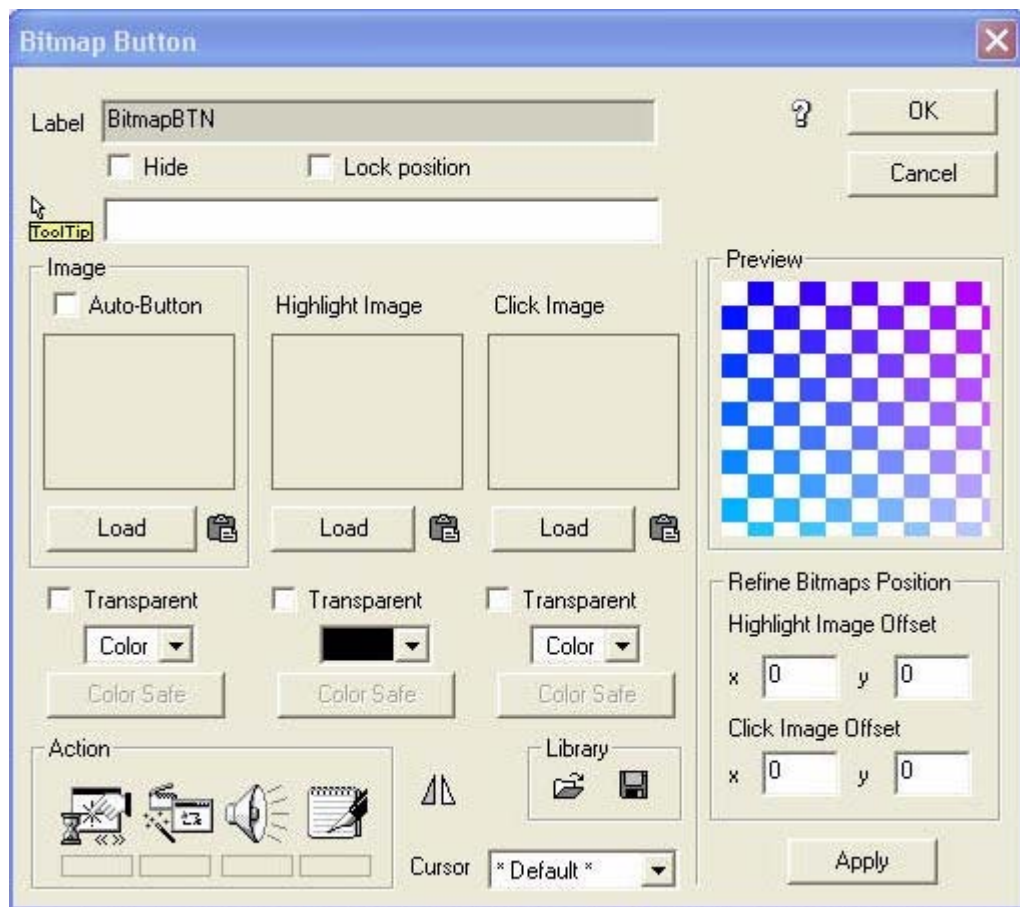 Bitmap Button
Label BitmapBTN
OK
Hide Lock position
Cancel
ToolTip
Image
Auto-Button
Highlight Image
Click Image
Preview
Load Load Load
Transparent Transparent Transparent
Color Color
Color Safe Color Safe Color Safe
Refine Bitmaps Position
Highlight Image Offset
x 0 y 0
Click Image Offset
x 0 y 0
Action
Library
Cursor * Default *
Apply